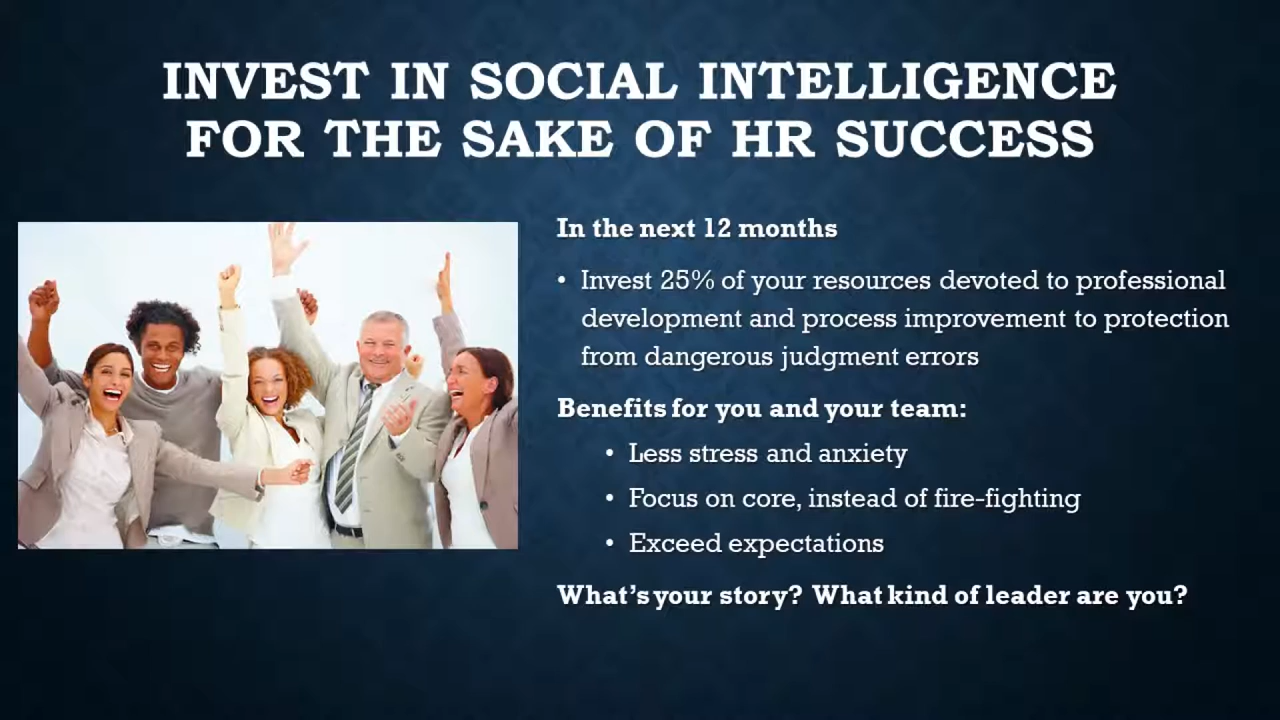 INVEST IN SOCIAL INTELLIGENCE
FOR THE SAKE OF HR SUCCESS
In the next 12 months
• Invest 25% of your resources devoted to professional
development and process improvement to protection
from dangerous judgment errors
Benefits for you and your team:
• Less stress and anxiety
• Focus on core, instead of fire-fighting
• Exceed expectations
What's your story? What kind of leader are you?